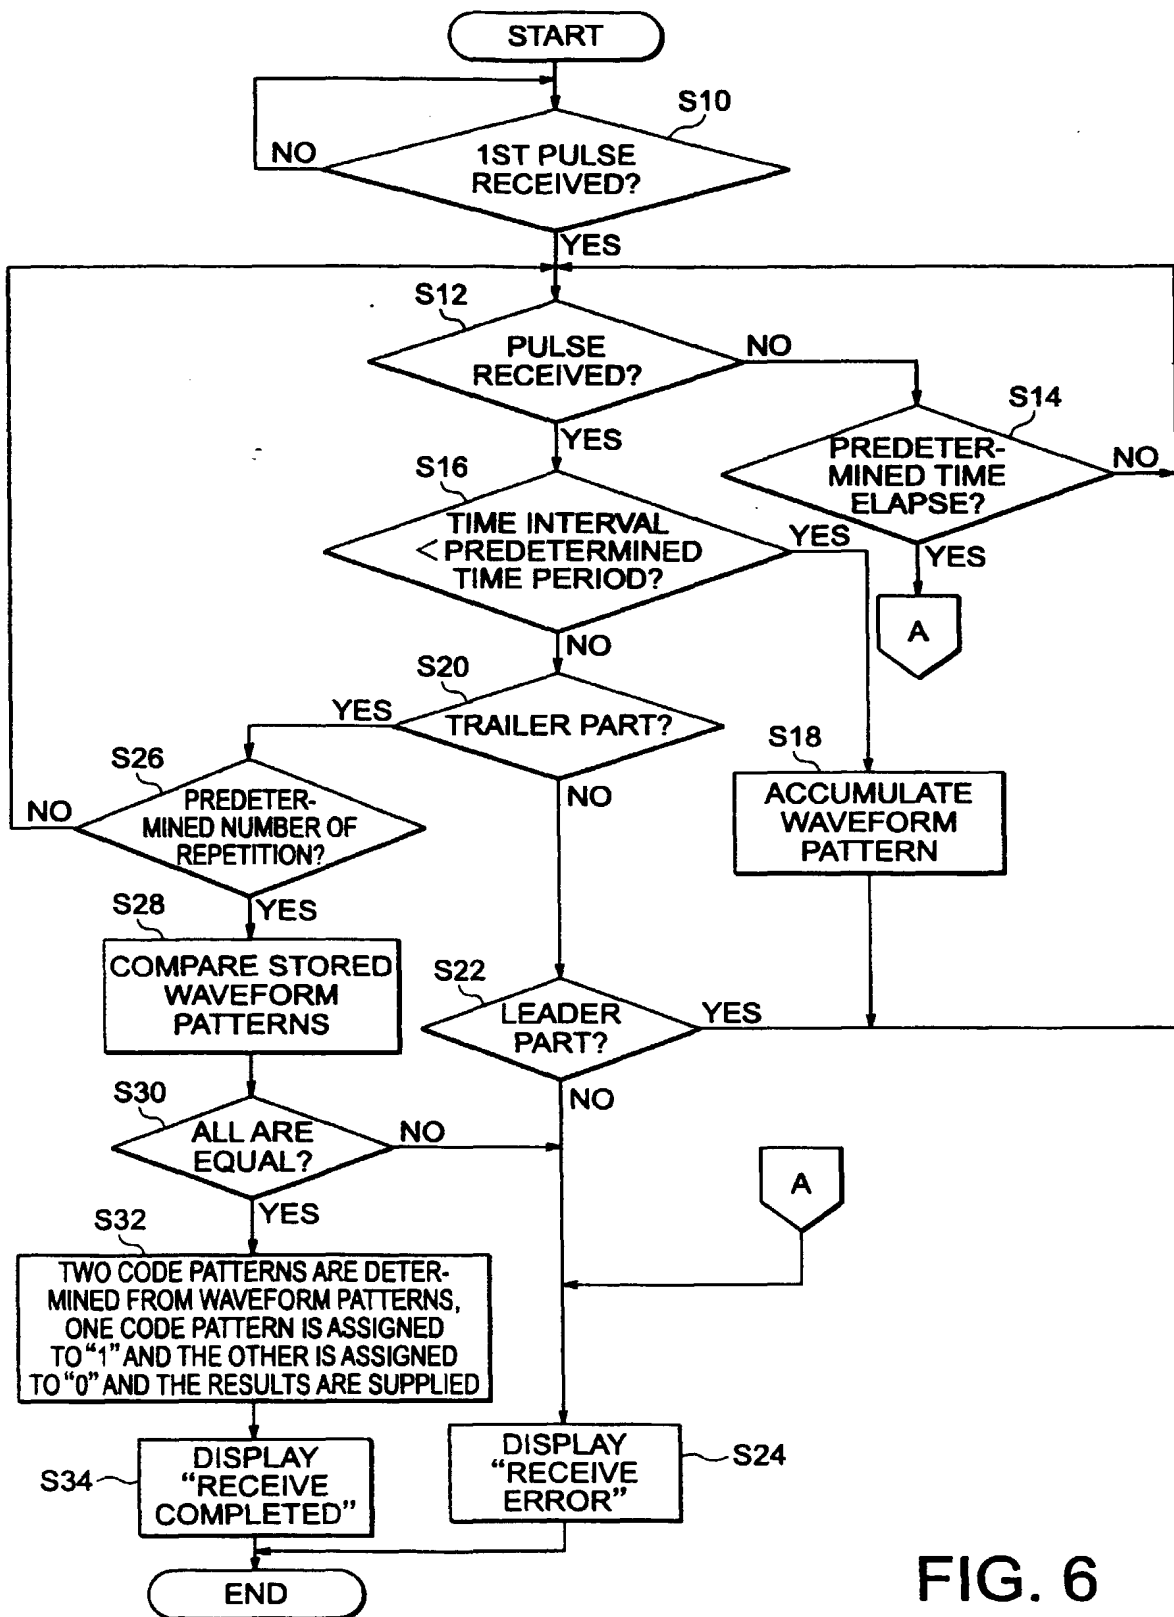 START
S10
NO
1ST PULSE
RECEIVED?
YES
S12
PULSE
RECEIVED?
NO
YES
S14
PREDETER-
MINED TIME
ELAPSE?
NO
YES
A
S16
TIME INTERVAL
< PREDETERMINED
TIME PERIOD?
YES
NO
S20
TRAILER PART?
YES
NO
S18
ACCUMULATE
WAVEFORM
PATTERN
S26
PREDETER-
MINED NUMBER OF
REPETITION?
NO
YES
S28
COMPARE STORED
WAVEFORM
PATTERNS
S22
LEADER
PART?
YES
NO
S30
ALL ARE
EQUAL?
NO
YES
A
S32
TWO CODE PATTERNS ARE DETER-
MINED FROM WAVEFORM PATTERNS,
ONE CODE PATTERN IS ASSIGNED
TO "1" AND THE OTHER IS ASSIGNED
TO "0" AND THE RESULTS ARE SUPPLIED
S34
DISPLAY
"RECEIVE
COMPLETED"
DISPLAY
"RECEIVE
ERROR"
S24
END
FIG. 6